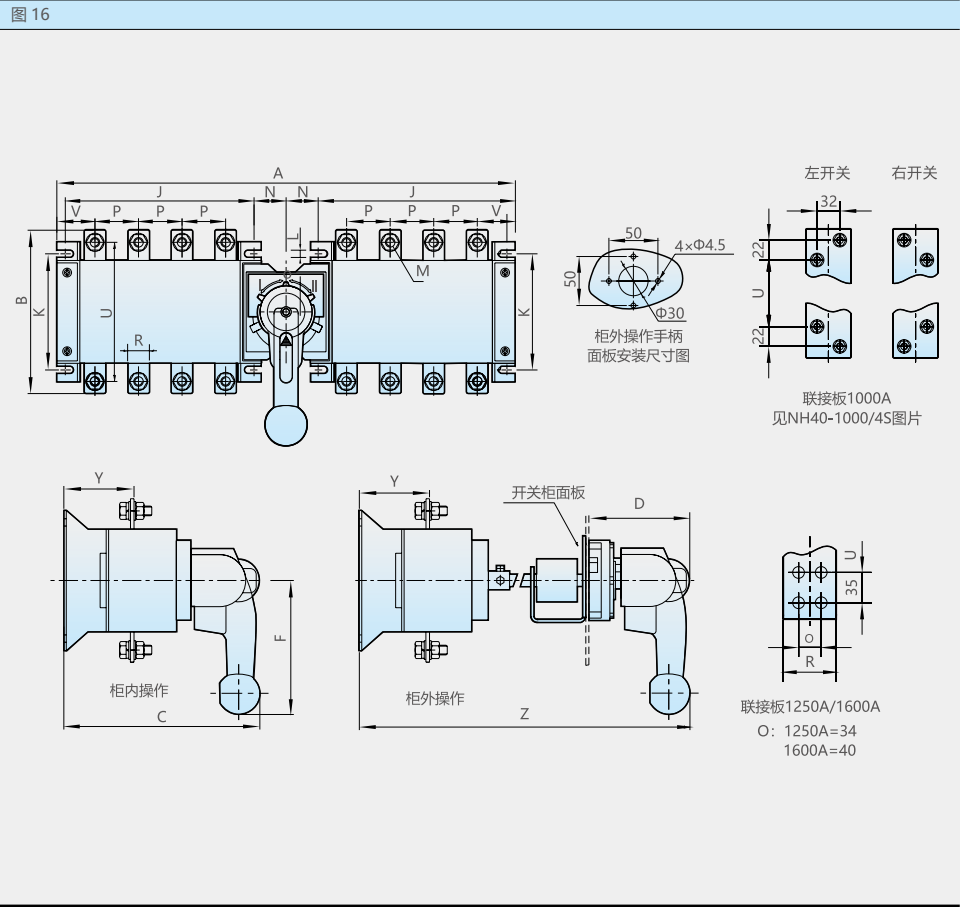 图 16
A
J
N
N
J
V
P
P
P
P
P
P
V
L
M
B
K
U
R
K
I
II
O
50
50
4×Φ4.5
Φ30
柜外操作手柄
面板安装尺寸图
左开关
右开关
32
22
U
22
联接板1000A
见NH40-1000/4S图片
Y
F
柜内操作
C
Y
开关柜面板
D
柜外操作
Z
U
35
O
R
联接板1250A/1600A
O：1250A=34
1600A=40